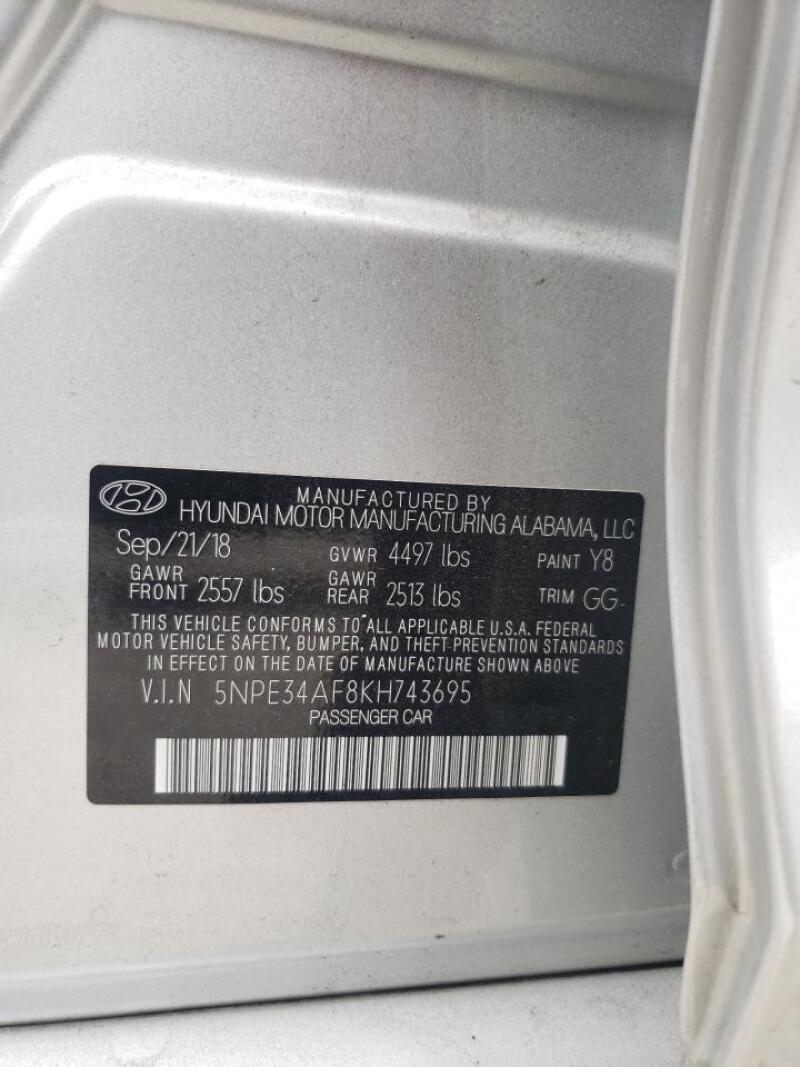 MANUFACTURED BY
HYUNDAI MOTOR MANUFACTURING ALABAMA, LLC
Sep/21/18 GVWR 4497 lbs PAINT Y8
GAWR FRONT 2557 lbs GAWR REAR 2513 lbs TRIM GG
THIS VEHICLE CONFORMS TO ALL APPLICABLE U.S.A. FEDERAL
MOTOR VEHICLE SAFETY, BUMPER, AND THEFT PREVENTION STANDARDS
IN EFFECT ON THE DATE OF MANUFACTURE SHOWN ABOVE
V.I.N 5NPE34AF8KH743695
PASSENGER CAR